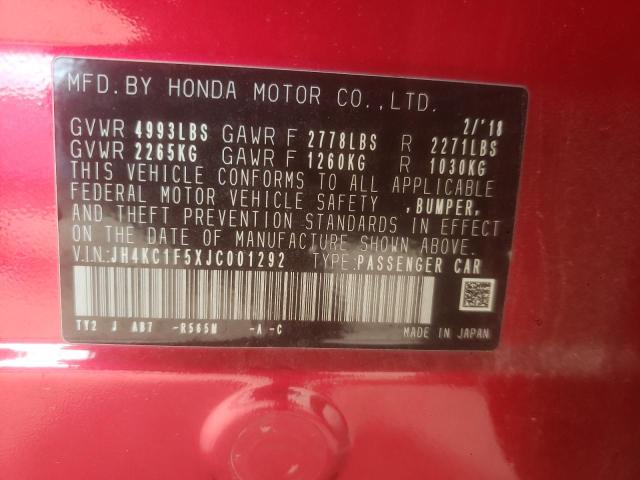 MFD.BY HONDA MOTOR CO.,LTD.
2/'18
GVWR 4993LBS GAWR F 2778LBS R 2271LBS
GVWR 2265KG GAWR F 1260KG R 1030KG
THIS VEHICLE CONFORMS TO ALL APPLICABLE
FEDERAL MOTOR VEHICLE SAFETY ,BUMPER,
AND THEFT PREVENTION STANDARDS IN EFFECT
ON THE DATE OF MANUFACTURE SHOWN ABOVE.
V.I.N.:JH4KC1F5XJC001292 TYPE:PASSENGER CAR
TY2 J AB7 -R565M -A -C
MADE IN JAPAN